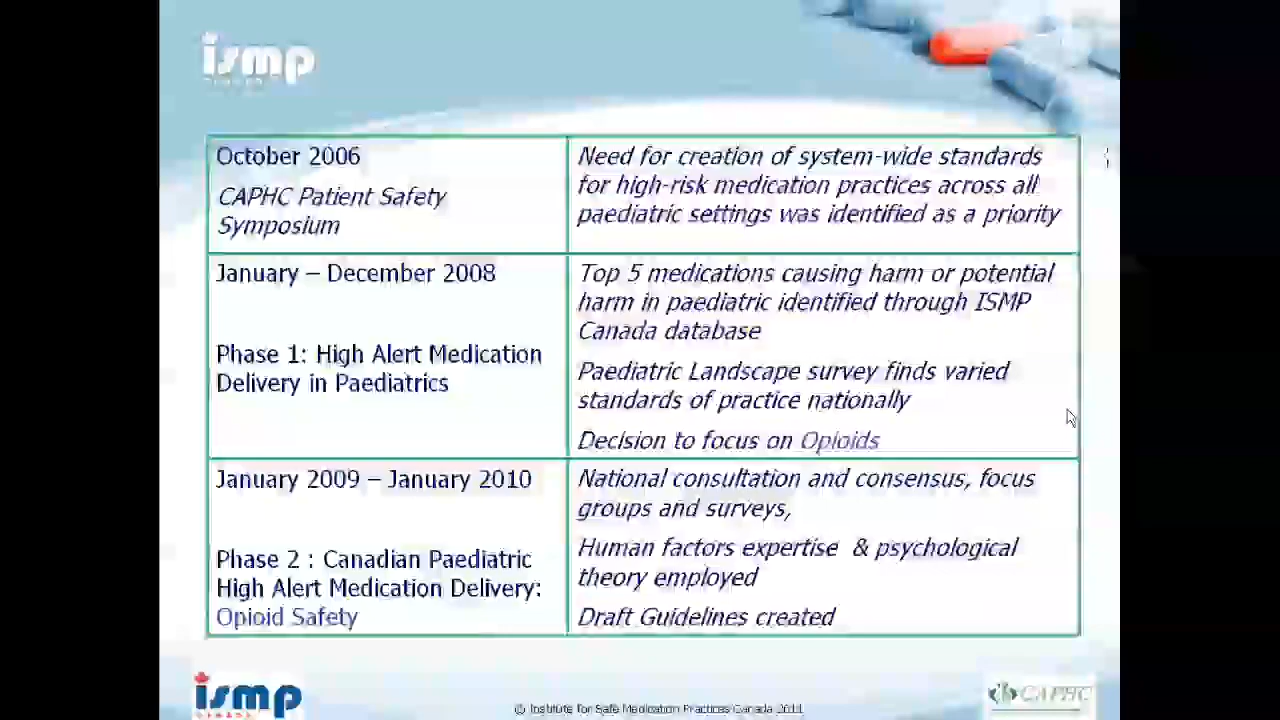 ismp
CANADA
October 2006
CAPHC Patient Safety
Symposium
Need for creation of system-wide standards
for high-risk medication practices across all
paediatric settings was identified as a priority
January – December 2008
Phase 1: High Alert Medication
Delivery in Paediatrics
Top 5 medications causing harm or potential
harm in paediatric identified through ISMP
Canada database
Paediatric Landscape survey finds varied
standards of practice nationally
Decision to focus on Opioids
January 2009 – January 2010
Phase 2 : Canadian Paediatric
High Alert Medication Delivery:
Opioid Safety
National consultation and consensus, focus
groups and surveys,
Human factors expertise & psychological
theory employed
Draft Guidelines created
ismp
CANADA
© Institute for Safe Medication Practices Canada 2011
CAPHC